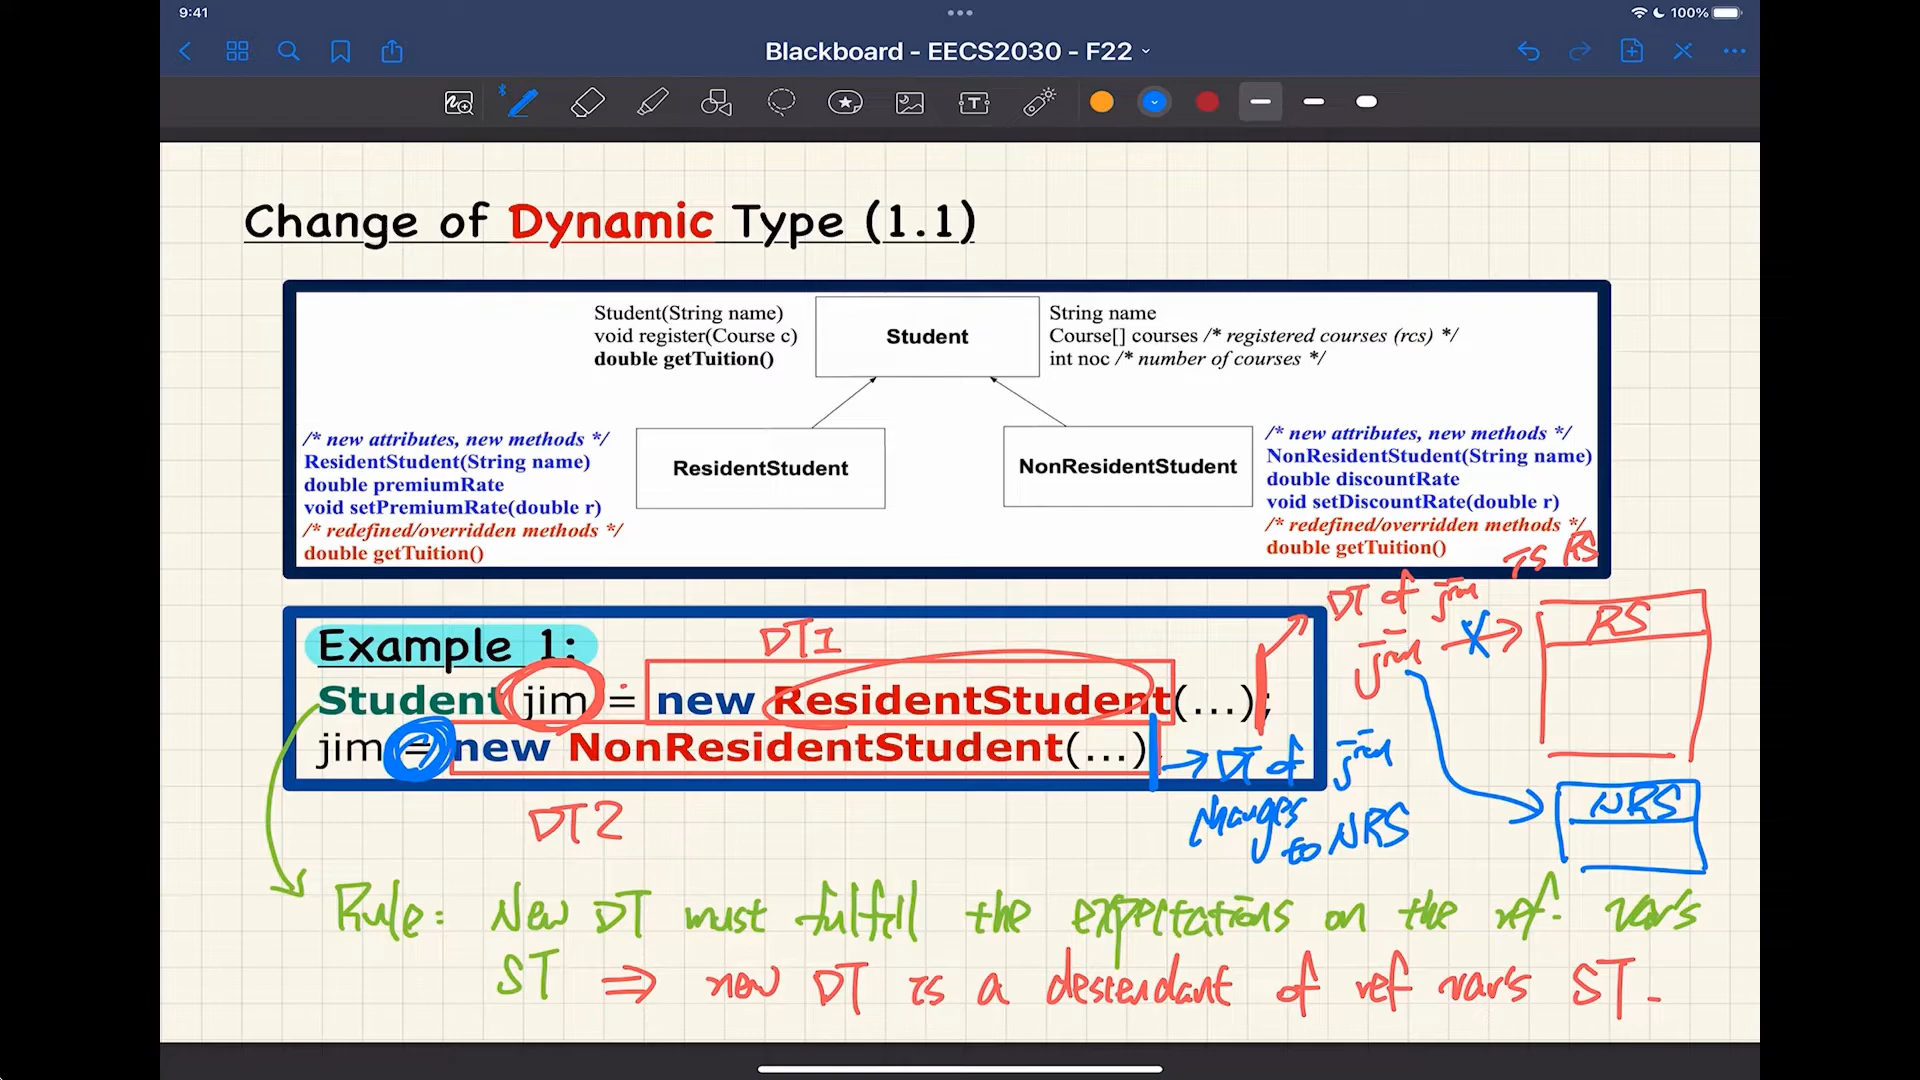 9:41
100%
Blackboard - EECS2030 - F22
Change of Dynamic Type (1.1)
Student(String name)
void register(Course c)
double getTuition()
Student
String name
Course[] courses /* registered courses (rcs) */
int noc /* number of courses */
/* new attributes, new methods */
ResidentStudent(String name)
double premiumRate
void setPremiumRate(double r)
/* redefined/overridden methods */
double getTuition()
ResidentStudent
NonResidentStudent
/* new attributes, new methods */
NonResidentStudent(String name)
double discountRate
void setDiscountRate(double r)
/* redefined/overridden methods */
double getTuition()
DT of jim is RS
jim
RS
Example 1:
DT1
Student jim = new ResidentStudent(...);
jim = new NonResidentStudent(...)
DT2
DT of jim
changes
to NRS
NRS
Rule: New DT must fulfill the expectations on the ref. var's
ST ⇒ new DT is a descendant of ref var's ST.